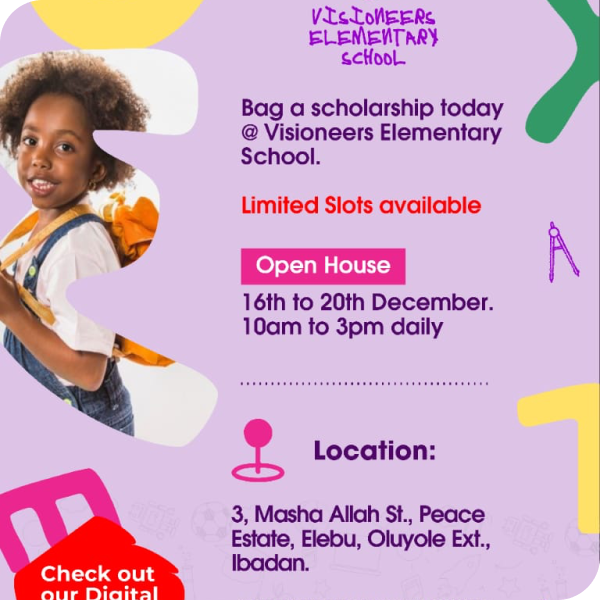 VISIONEERS
ELEMENTARY
SCHOOL
Bag a scholarship today
@ Visioneers Elementary
School.
Limited Slots available
Open House
16th to 20th December.
10am to 3pm daily
Location:
3, Masha Allah St., Peace
Estate, Elebu, Oluyole Ext.,
Ibadan.
Check out
our Digital